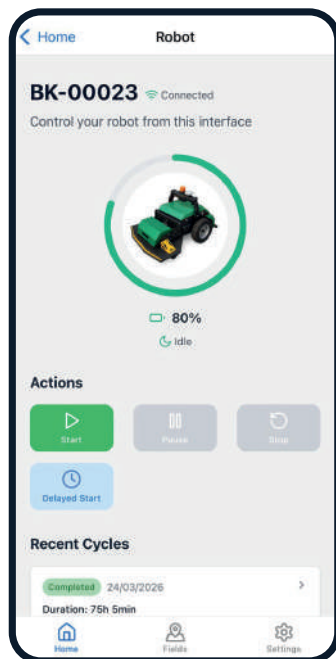 Home Robot
BK-00023 Connected
Control your robot from this interface
80%
Idle
Actions
Start Pause Stop
Delayed Start
Recent Cycles
Completed 24/03/2026
Duration: 75h 5min
Home Fields Settings